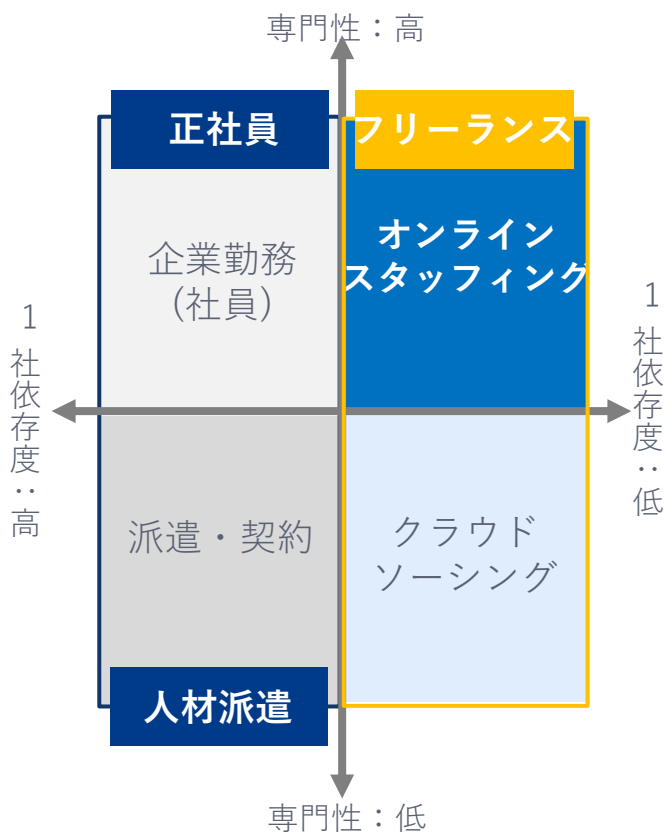 専門性：高
正社員
フリーランス
企業勤務
(社員)
オンライン
スタッフィング
1社依存度：高
1社依存度：低
派遣・契約
クラウド
ソーシング
人材派遣
専門性：低